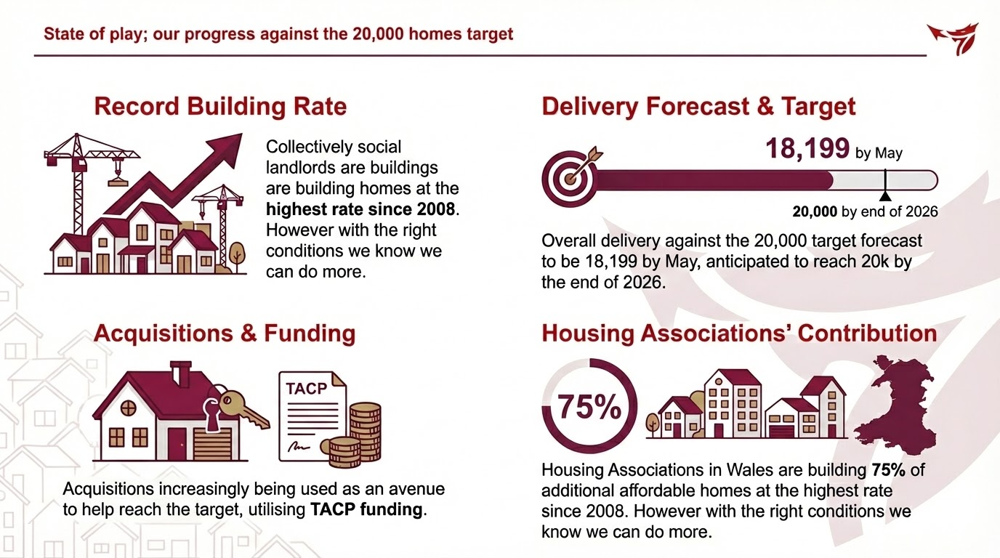 State of play; our progress against the 20,000 homes target
Record Building Rate
Collectively social
landlords are buildings
are building homes at the
highest rate since 2008.
However with the right
conditions we know we
can do more.
Delivery Forecast & Target
18,199 by May
20,000 by end of 2026
Overall delivery against the 20,000 target forecast
to be 18,199 by May, anticipated to reach 20k by
the end of 2026.
Acquisitions & Funding
TACP
Acquisitions increasingly being used as an avenue
to help reach the target, utilising TACP funding.
Housing Associations’ Contribution
75%
Housing Associations in Wales are building 75% of
additional affordable homes at the highest rate
since 2008. However with the right conditions we
know we can do more.